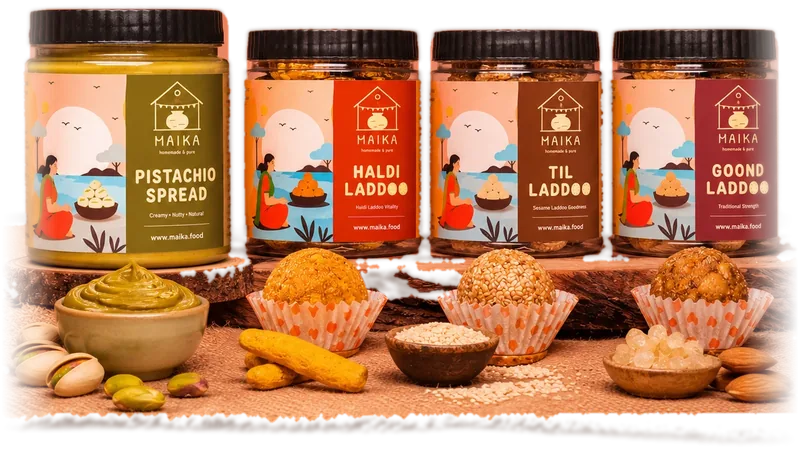 MAIKA
homemade & pure
PISTACHIO
SPREAD
Creamy • Nutty • Natural
www.maika.food
MAIKA
homemade & pure
HALDI
LADDOO
Haldi Laddoo Vitality
www.maika.food
MAIKA
homemade & pure
TIL
LADDOO
Sesame Laddoo Goodness
www.maika.food
MAIKA
homemade & pure
GOOND
LADDOO
Traditional Strength
www.maika.food